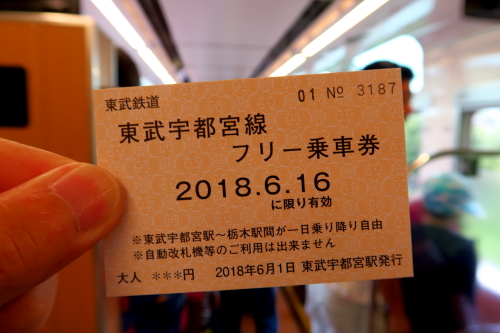 東武鉄道
01 № 3187
東武宇都宮線
フリー乗車券
2018.6.16
に限り有効
※東武宇都宮駅～栃木駅間が一日乗り降り自由
※自動改札機等のご利用は出来ません
大人 ***円 2018年6月1日 東武宇都宮駅発行